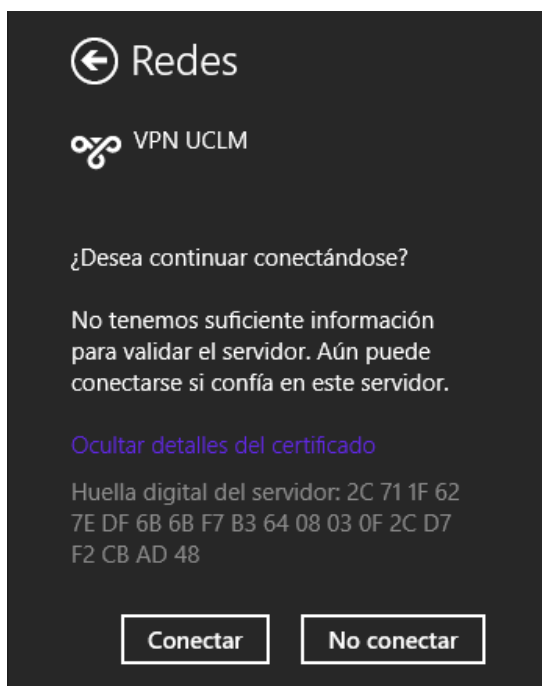 Redes
VPN UCLM
¿Desea continuar conectándose?
No tenemos suficiente información
para validar el servidor. Aún puede
conectarse si confía en este servidor.
Ocultar detalles del certificado
Huella digital del servidor: 2C 71 1F 62
7E DF 6B 6B F7 B3 64 08 03 0F 2C D7
F2 CB AD 48
Conectar
No conectar